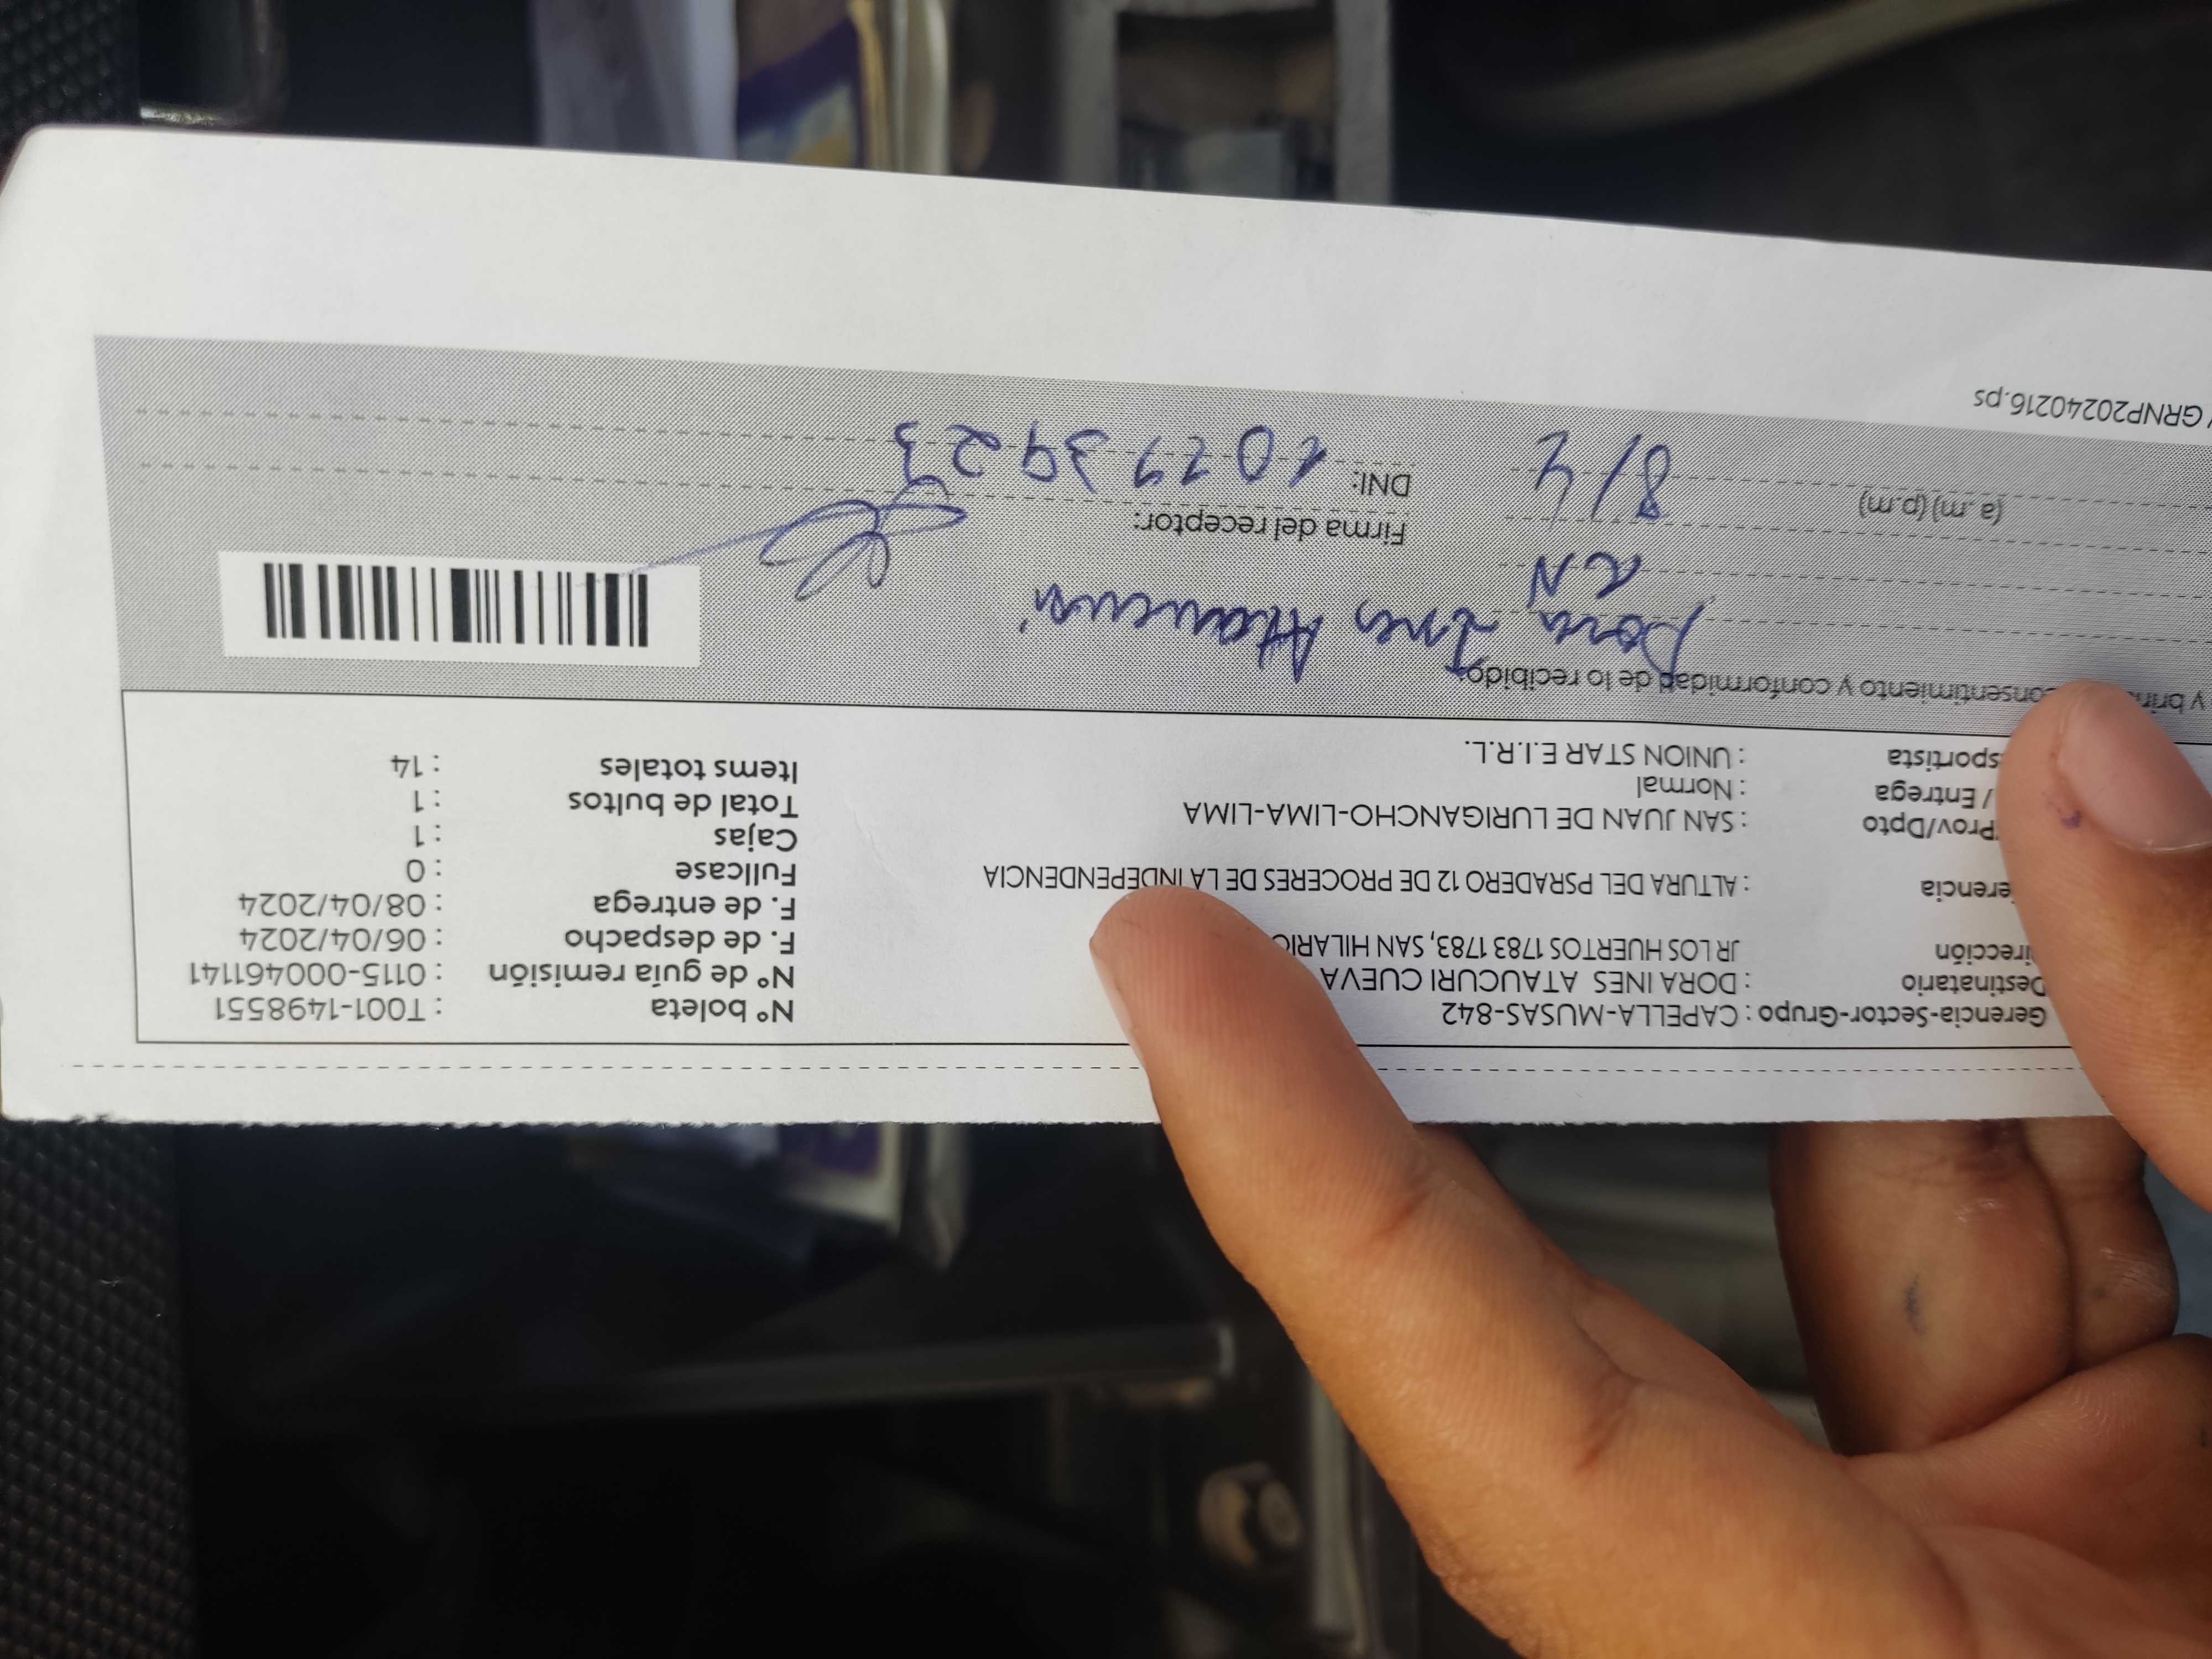 Gerencia-Sector-Grupo : CAPELLA-MUSAS-842
Destinatario : DORA INES ATAUCURI CUEVA
irección JR LOS HUERTOS 1783 1783, SAN HILARIO
erencia : ALTURA DEL PSRADERO 12 DE PROCERES DE LA INDEPENDENCIA
Prov/Dpto : SAN JUAN DE LURIGANCHO-LIMA-LIMA
/ Entrega : Normal
sportista : UNION STAR E.I.R.L.
N° boleta : T001-1498551
N° de guía remisión : 0115-000461141
F. de despacho : 06/04/2024
F. de entrega : 08/04/2024
Fullcase : 0
Cajas : 1
Total de bultos : 1
Items totales : 14
y brin onsentimiento y conformidad de lo recibido.
Dora Ines Ataucuri
Firma del receptor:
(a.m) (p.m) 8/4
DNI:
GRNP20240216.ps